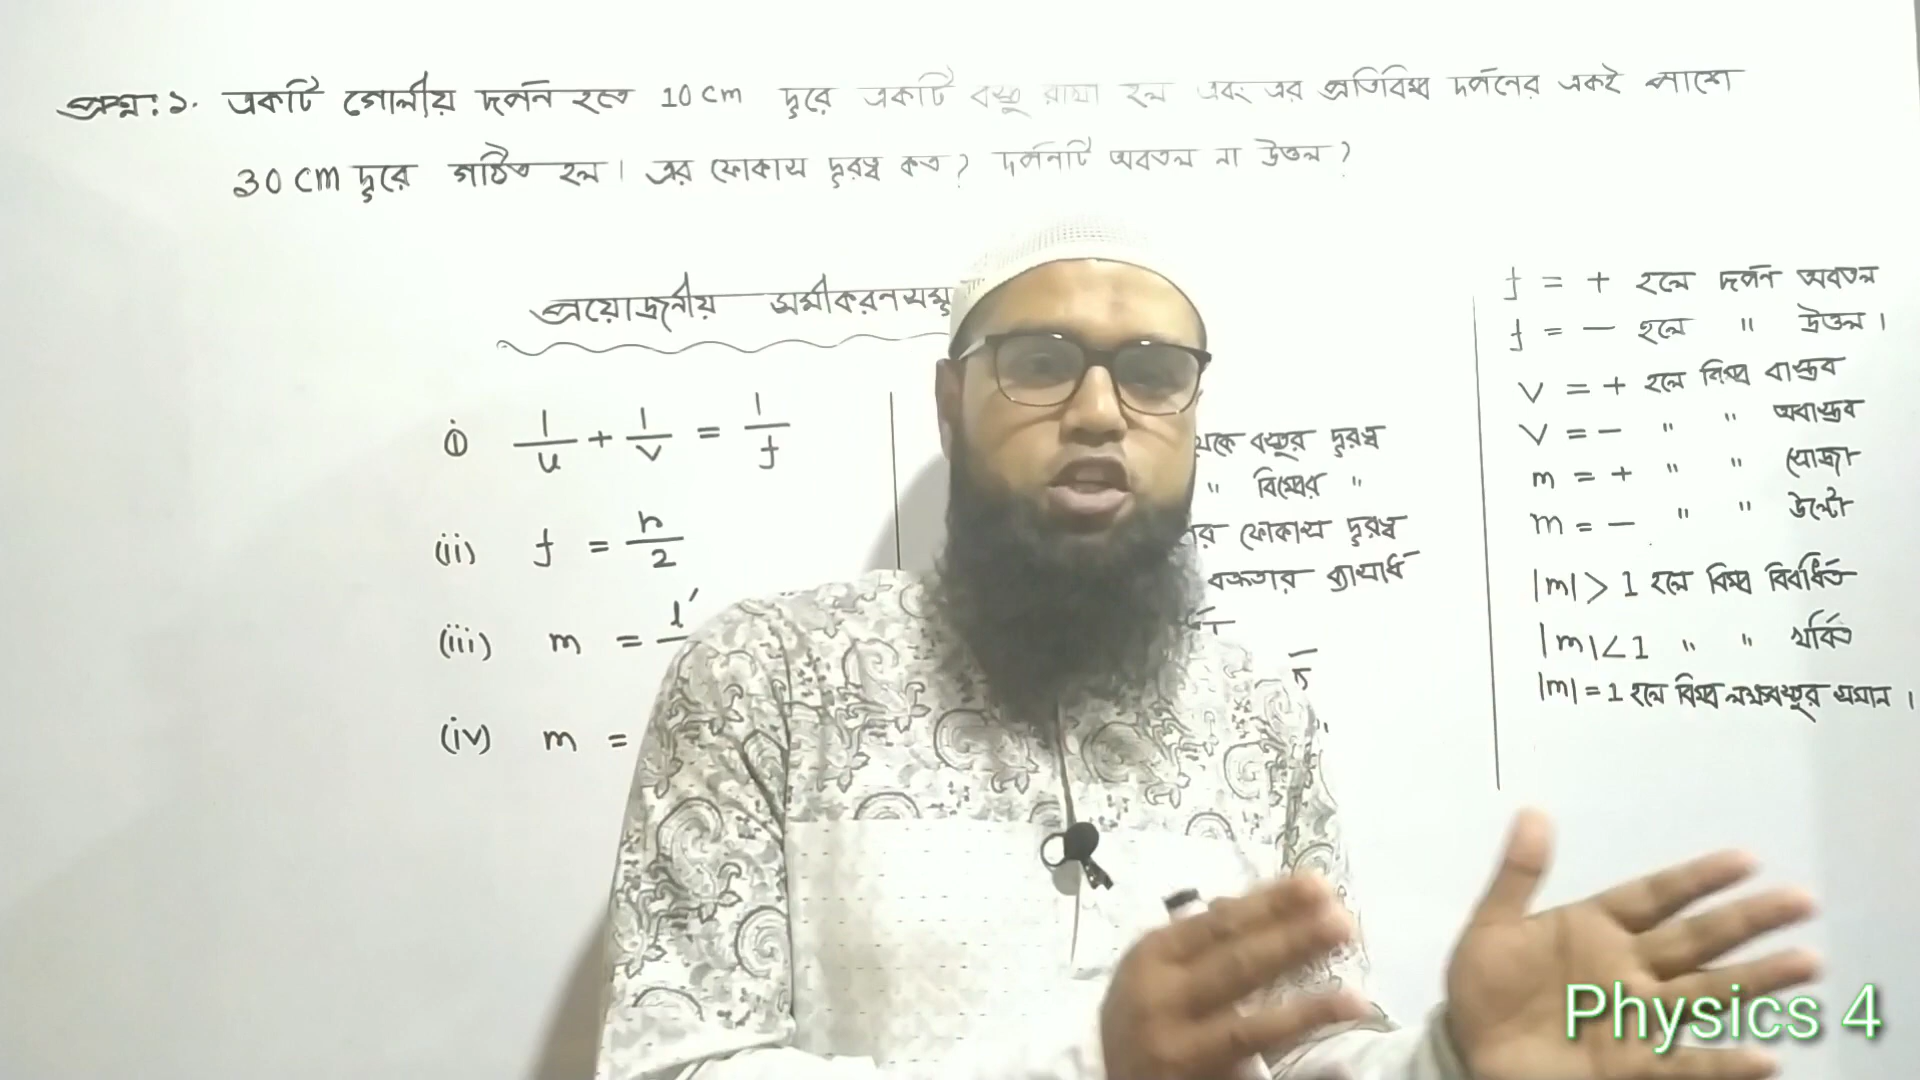 প্রশ্ন: ১. একটি গোলীয় দর্পন হতে 10 cm দূরে একটি বস্তু রাখা হল এবং এর প্রতিবিম্ব দর্পনের একই পাশে
30 cm দূরে গঠিত হল। এর ফোকাস দূরত্ব কত? দর্পনটি অবতল না উত্তল?
প্রয়োজনীয় সমীকরনসমূ
(i) 1/u + 1/v = 1/f
(ii) f = r/2
(iii) m = l′
(iv) m =
থেকে বস্তুর দূরত্ব
" বিম্বের "
ফোকাস দূরত্ব
বক্রতার ব্যাসার্ধ
f = + হলে দর্পন অবতল
f = − হলে " উত্তল।
v = + হলে বিম্ব বাস্তব
v = − " " অবাস্তব
m = + " " সোজা
m = − " " উল্টো
|m| > 1 হলে বিম্ব বিবর্ধিত
|m| < 1 " " খর্বিত
|m| = 1 হলে বিম্ব লক্ষ্যবস্তুর সমান।
Physics 4